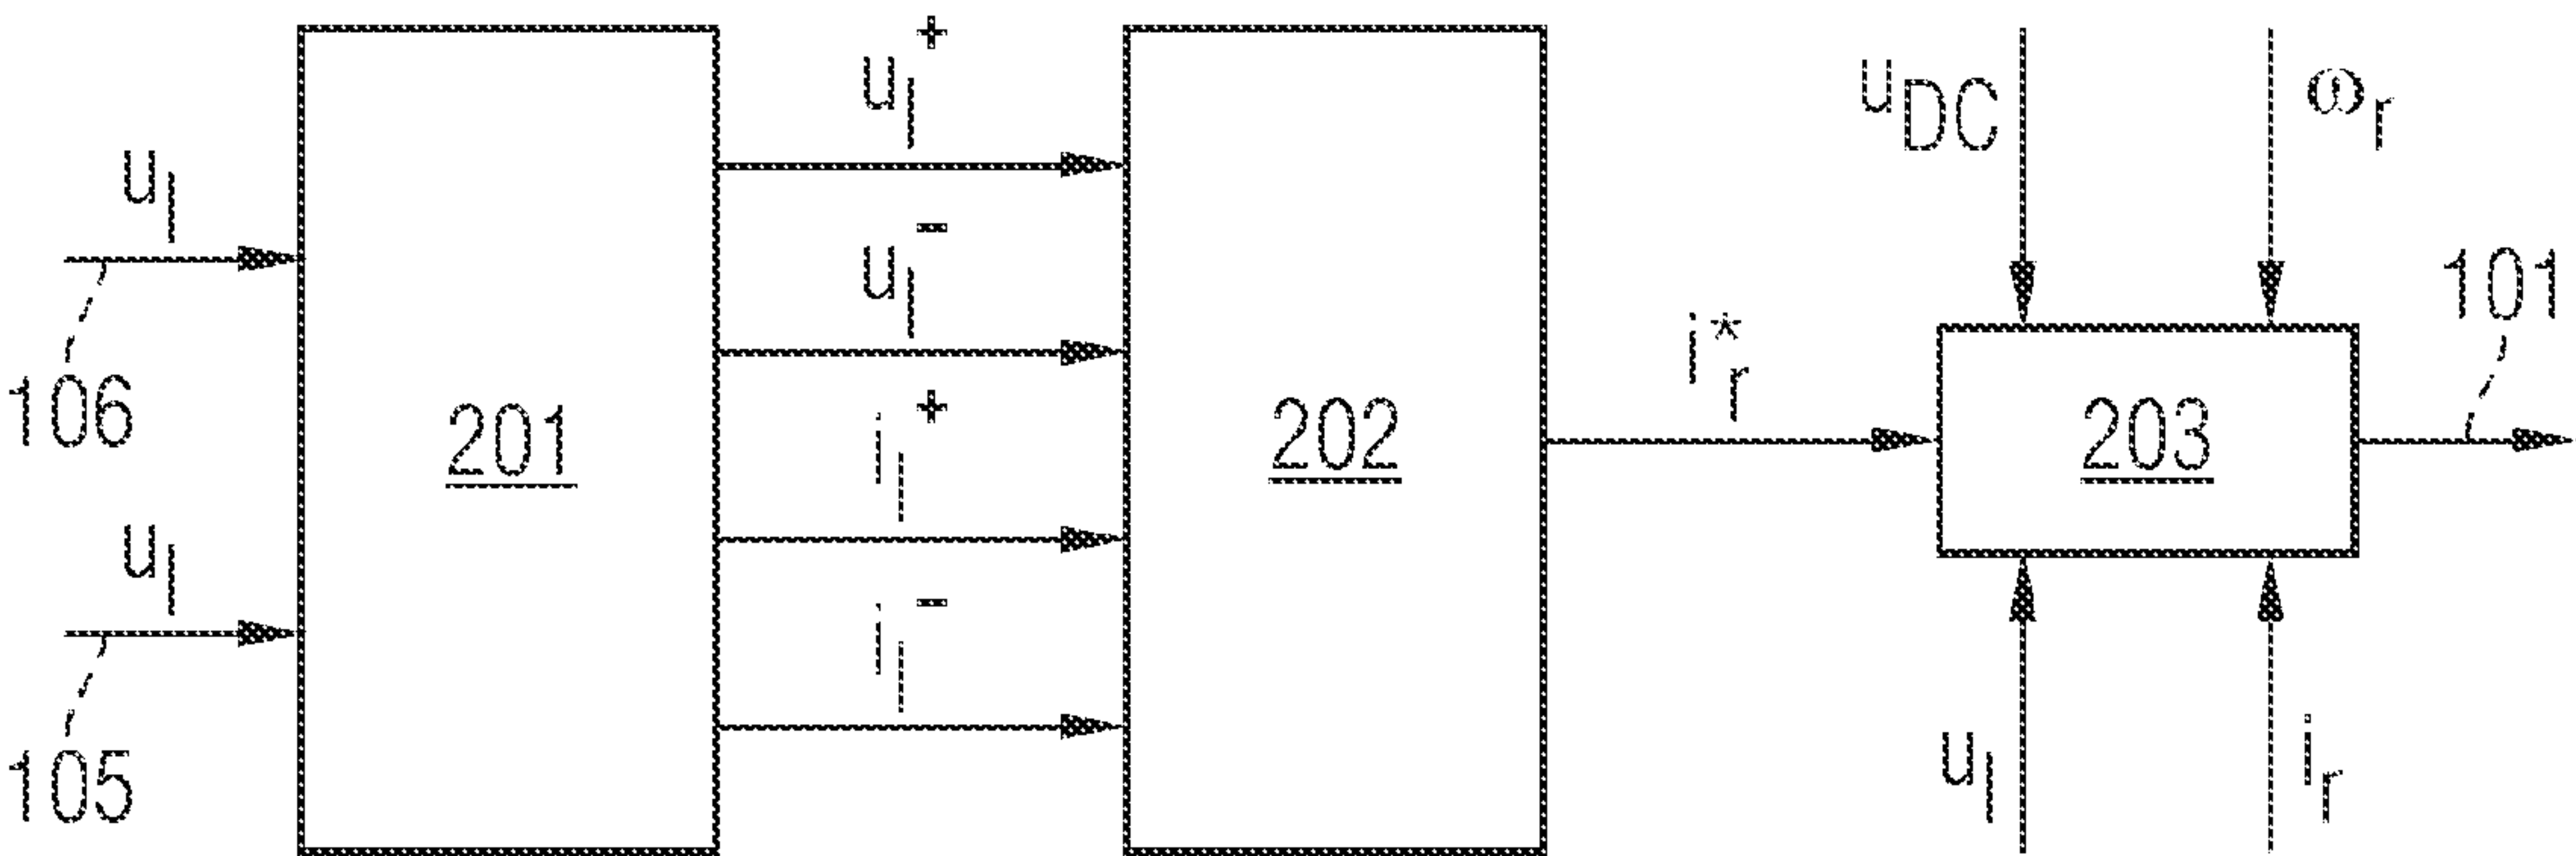 u_l
106
u_l
105
201
u_l^+
u_l^-
i_l^+
i_l^-
202
i_r^*
u_DC
ω_r
203
101
u_l
i_r